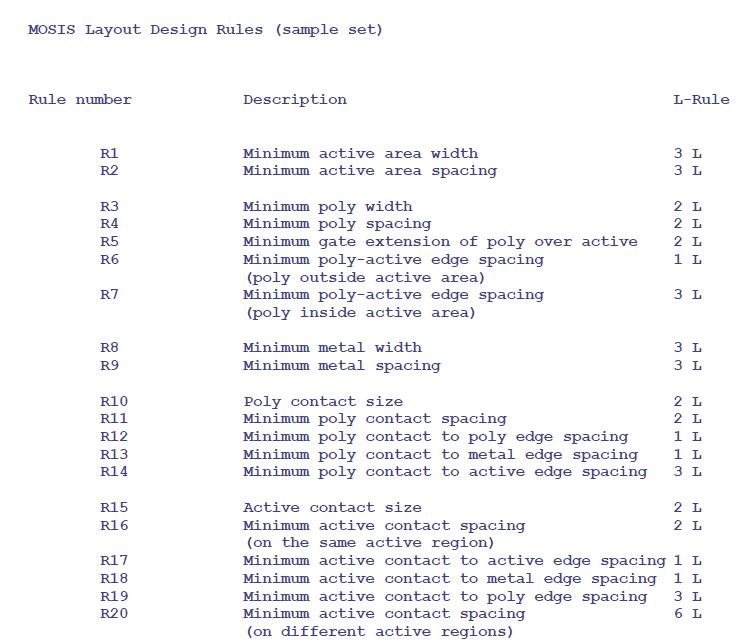 MOSIS Layout Design Rules (sample set)
Rule number Description L-Rule
R1 Minimum active area width 3 L
R2 Minimum active area spacing 3 L
R3 Minimum poly width 2 L
R4 Minimum poly spacing 2 L
R5 Minimum gate extension of poly over active 2 L
R6 Minimum poly-active edge spacing 1 L
(poly outside active area)
R7 Minimum poly-active edge spacing 3 L
(poly inside active area)
R8 Minimum metal width 3 L
R9 Minimum metal spacing 3 L
R10 Poly contact size 2 L
R11 Minimum poly contact spacing 2 L
R12 Minimum poly contact to poly edge spacing 1 L
R13 Minimum poly contact to metal edge spacing 1 L
R14 Minimum poly contact to active edge spacing 3 L
R15 Active contact size 2 L
R16 Minimum active contact spacing 2 L
(on the same active region)
R17 Minimum active contact to active edge spacing 1 L
R18 Minimum active contact to metal edge spacing 1 L
R19 Minimum active contact to poly edge spacing 3 L
R20 Minimum active contact spacing 6 L
(on different active regions)